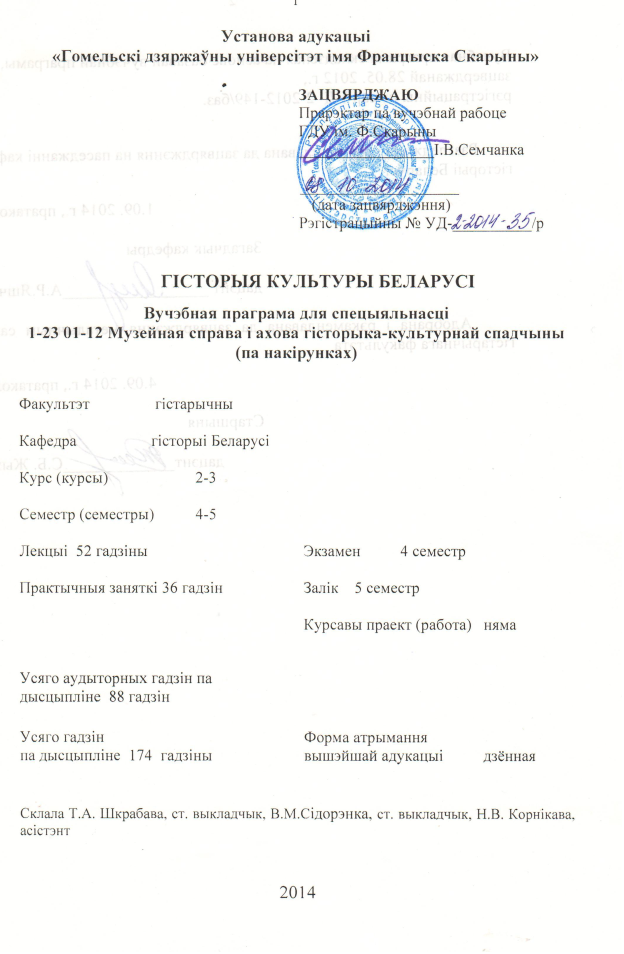 Установа адукацыі
«Гомельскі дзяржаўны універсітэт імя Францыска Скарыны»
ЗАЦВЯРДЖАЮ
Прарэктар па вучэбнай рабоце
ГДУ ім. Ф.Скарыны
І.В.Семчанка
10 2014
(дата зацвярджэння)
Рэгістрацыйны № УД-2-2014-35/р
ГІСТОРЫЯ КУЛЬТУРЫ БЕЛАРУСІ
Вучэбная праграма для спецыяльнасці
1-23 01-12 Музейная справа і ахова гісторыка-культурнай спадчыны
(па накірунках)
Факультэт гістарычны
Кафедра гісторыі Беларусі
Курс (курсы) 2-3
Семестр (семестры) 4-5
Лекцыі 52 гадзіны Экзамен 4 семестр
Практычныя заняткі 36 гадзін Залік 5 семестр
Курсавы праект (работа) няма
Усяго аудыторных гадзін па
дысцыпліне 88 гадзін
Усяго гадзін Форма атрымання
па дысцыпліне 174 гадзіны вышэйшай адукацыі дзённая
Склала Т.А. Шкрабава, ст. выкладчык, В.М.Сідорэнка, ст. выкладчык, Н.В. Корнікава,
асістэнт
2014